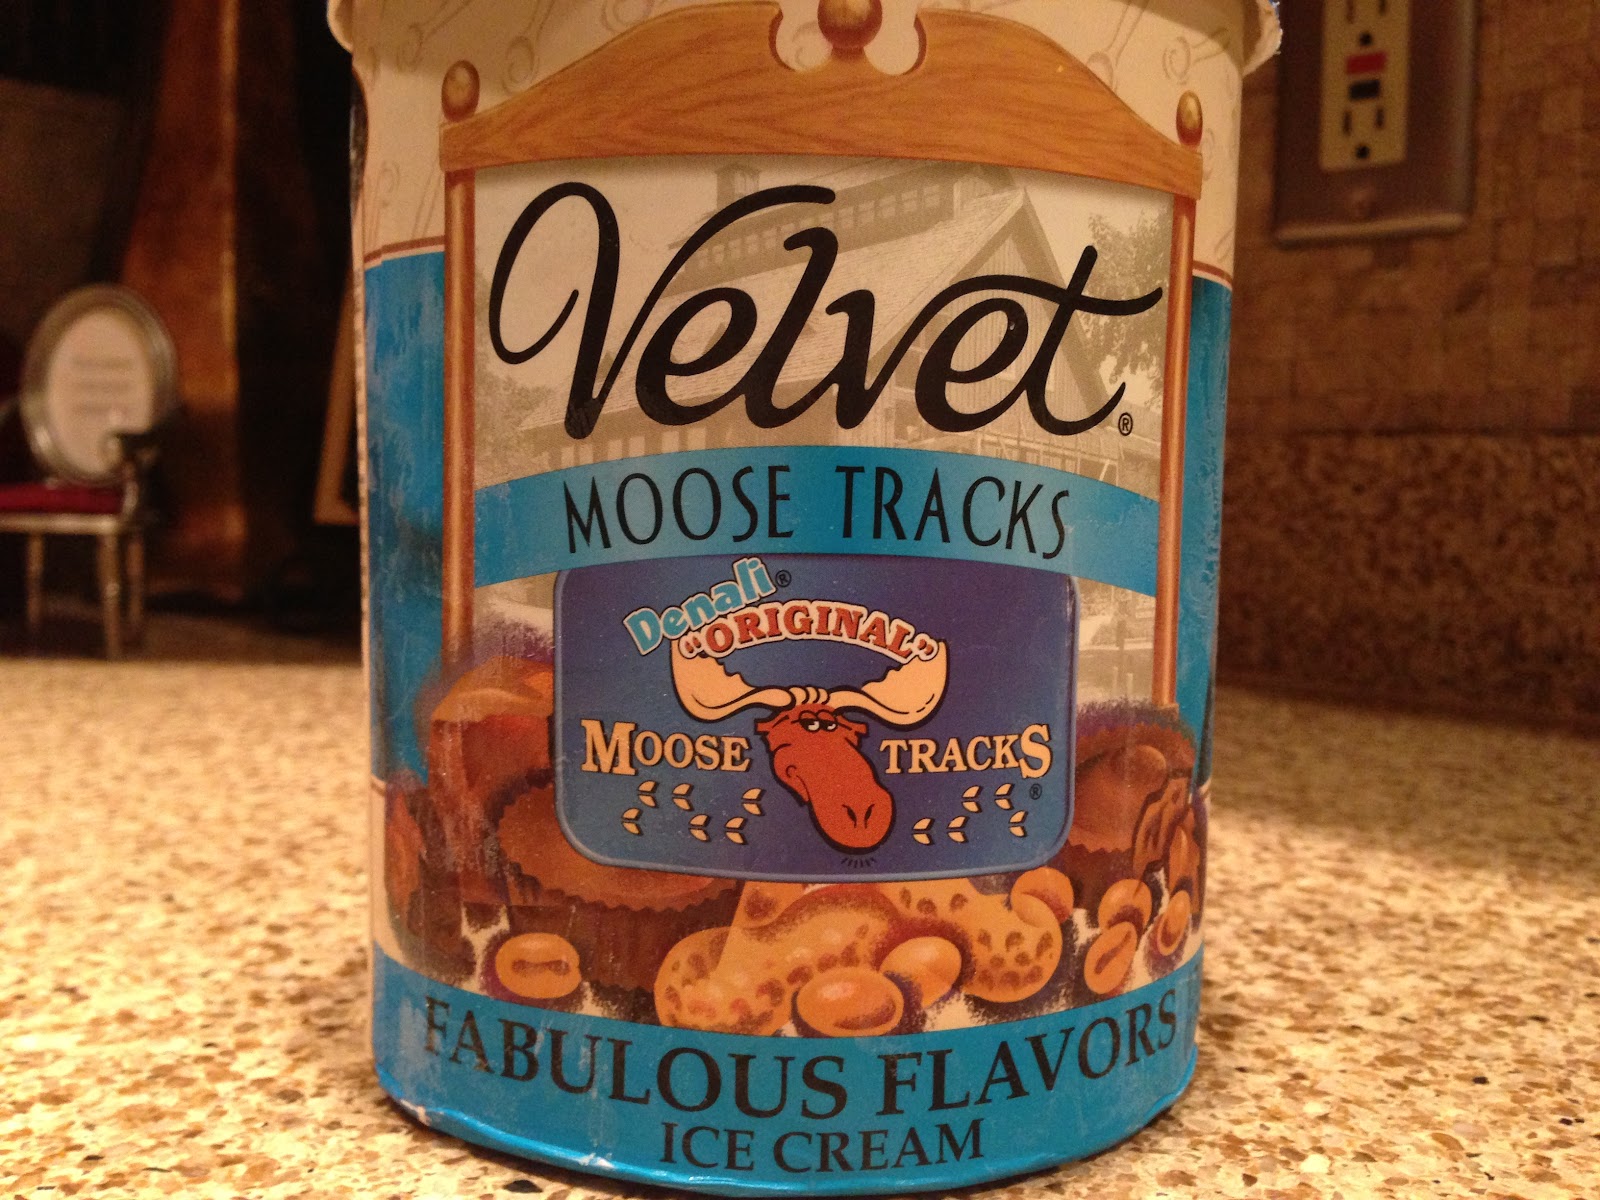 Velvet®
MOOSE TRACKS
Denali®
"ORIGINAL"
MOOSE TRACKS®
FABULOUS FLAVORS
ICE CREAM